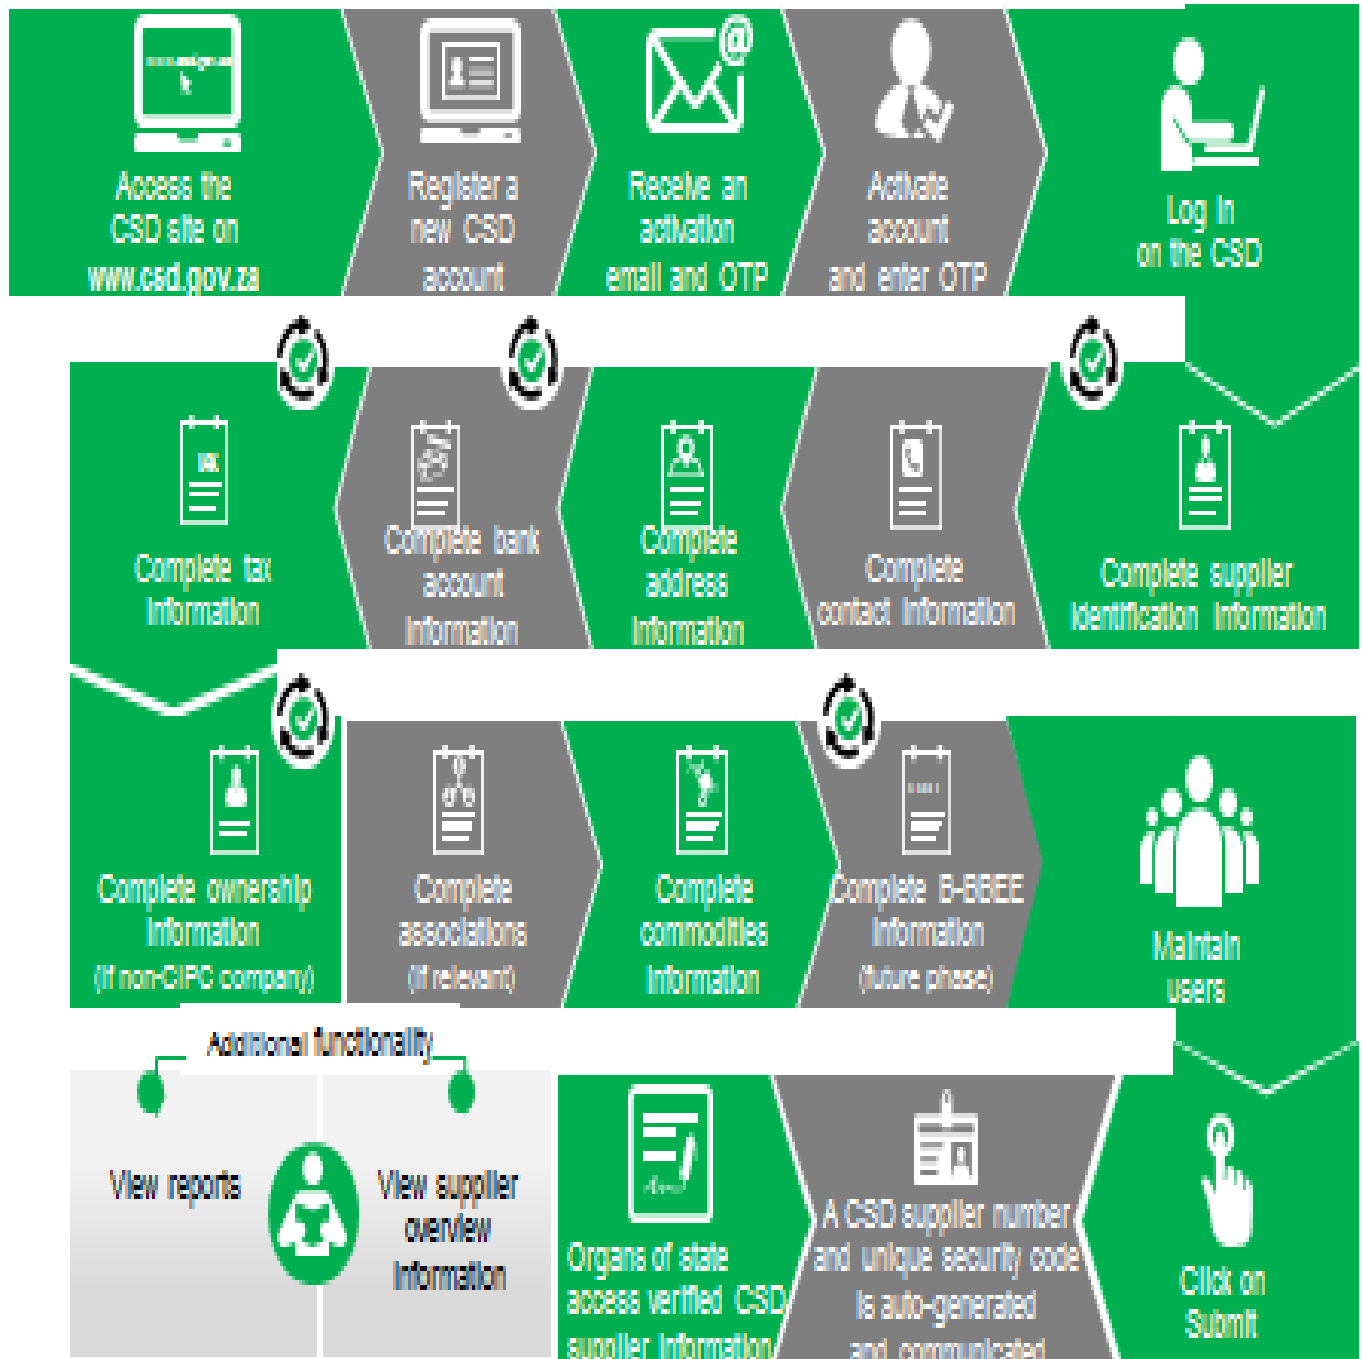 Access the
CSD site on
www.csd.gov.za
Register a
new CSD
account
Receive an
activation
email and OTP
Activate
account
and enter OTP
Log in
on the CSD
Complete tax
information
Complete bank
account
information
Complete
address
information
Complete
contact information
Complete supplier
identification information
Complete ownership
information
(if non-CIPC company)
Complete
associations
(if relevant)
Complete
commodities
information
Complete B-BBEE
information
(future phase)
Maintain
users
Additional functionality
View reports
View supplier
overview
information
Organs of state
access verified CSD
supplier information
A CSD supplier number
and unique security code
is auto-generated
and communicated
Click on
Submit